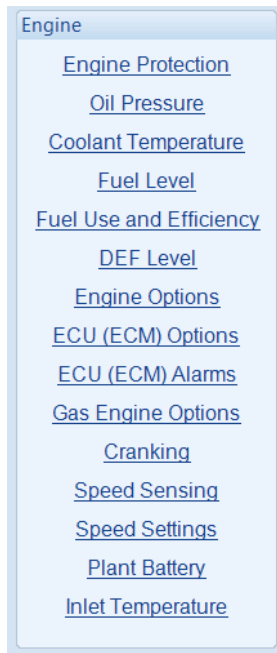 Engine
Engine Protection
Oil Pressure
Coolant Temperature
Fuel Level
Fuel Use and Efficiency
DEF Level
Engine Options
ECU (ECM) Options
ECU (ECM) Alarms
Gas Engine Options
Cranking
Speed Sensing
Speed Settings
Plant Battery
Inlet Temperature